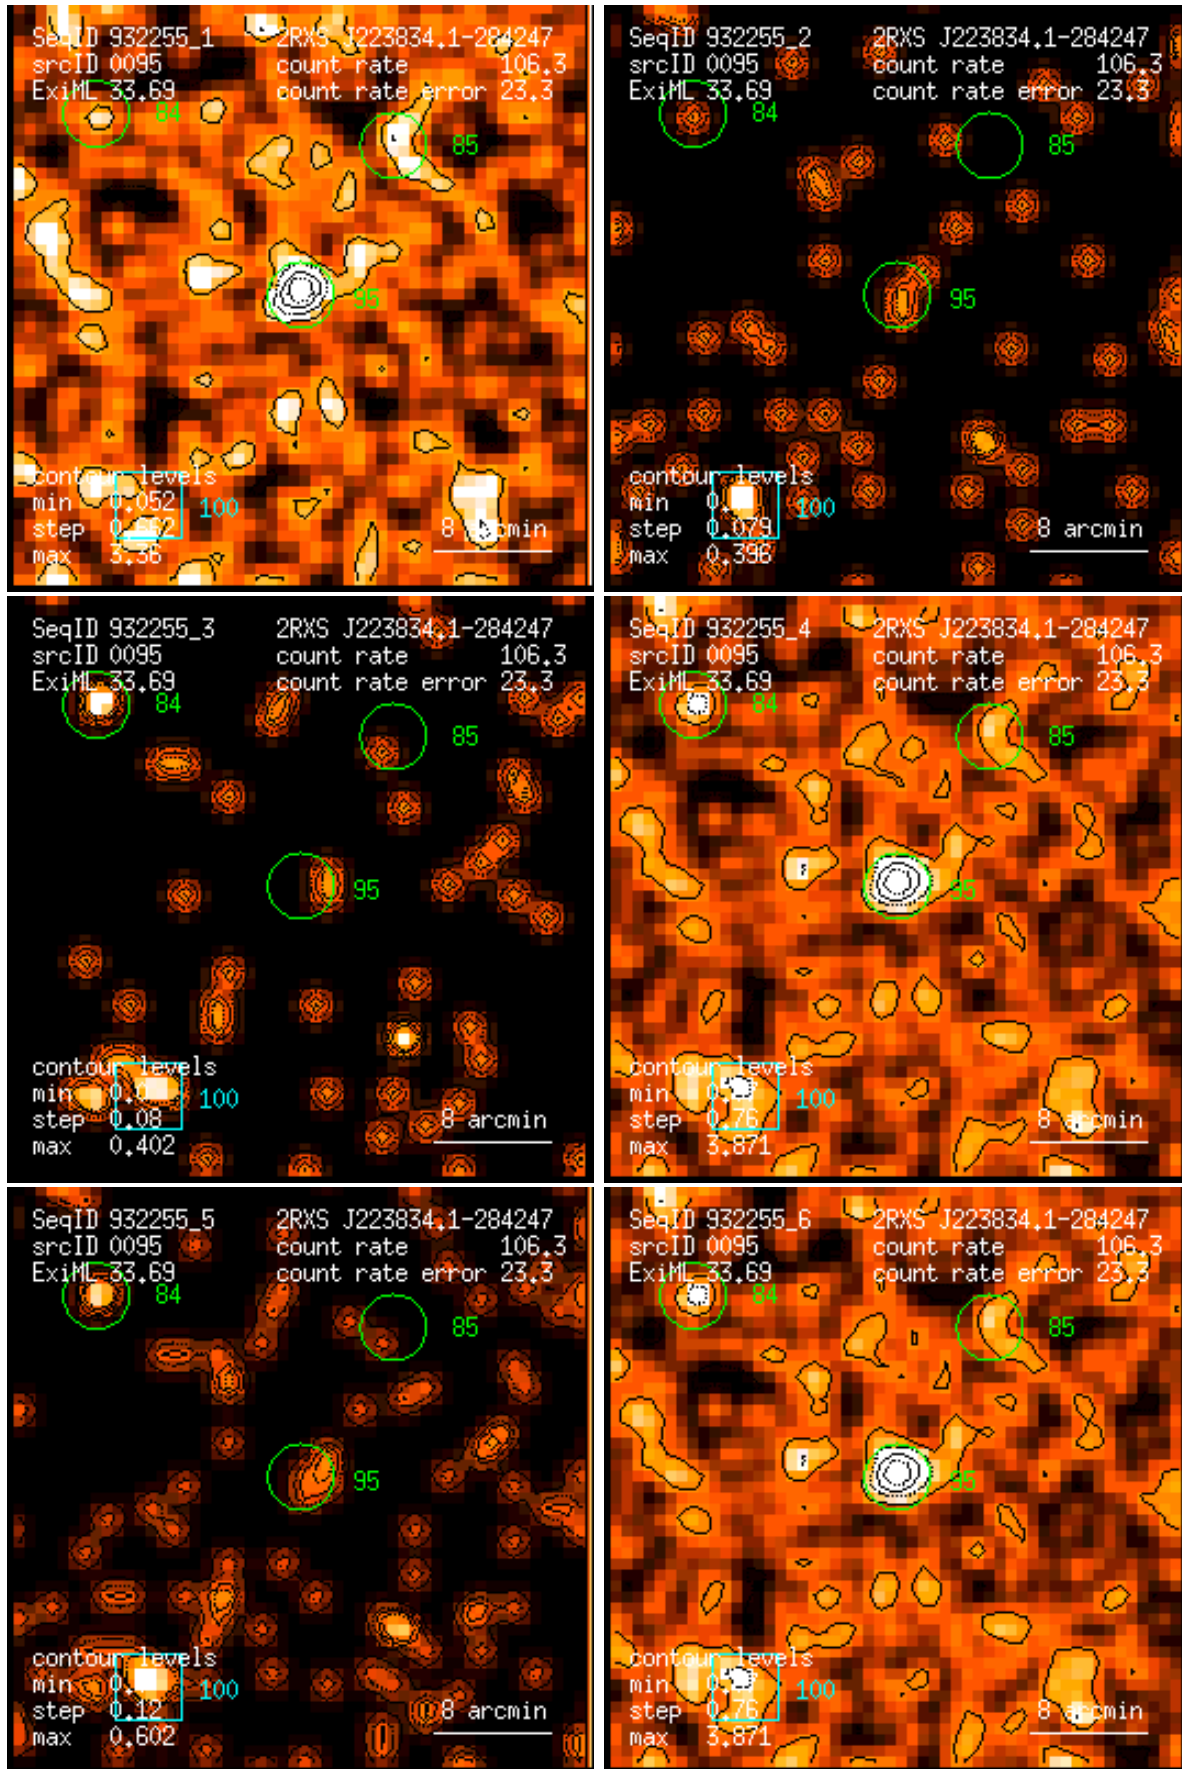 SeqID 932255_1 2RXS J223834.1-284247
srcID 0095 count rate 106.3
ExiML 33.69 count rate error 23.3
84
85
95
contour levels
min 0.052
100
step 0.662
8 arcmin
max 3.36
SeqID 932255_2 2RXS J223834.1-284247
srcID 0095 count rate 106.3
ExiML 33.69 count rate error 23.3
84
85
95
contour levels
min
100
step 0.079
8 arcmin
max 0.396
SeqID 932255_3 2RXS J223834.1-284247
srcID 0095 count rate 106.3
ExiML 33.69 count rate error 23.3
84
85
95
contour levels
min
100
step 0.08
8 arcmin
max 0.402
SeqID 932255_4 2RXS J223834.1-284247
srcID 0095 count rate 106.3
ExiML 33.69 count rate error 23.3
84
85
95
contour levels
min
100
step 0.76
8 arcmin
max 3.871
SeqID 932255_5 2RXS J223834.1-284247
srcID 0095 count rate 106.3
ExiML 33.69 count rate error 23.3
84
85
95
contour levels
min
100
step 0.12
8 arcmin
max 0.602
SeqID 932255_6 2RXS J223834.1-284247
srcID 0095 count rate 106.3
ExiML 33.69 count rate error 23.3
84
85
95
contour levels
min
100
step 0.76
8 arcmin
max 3.871